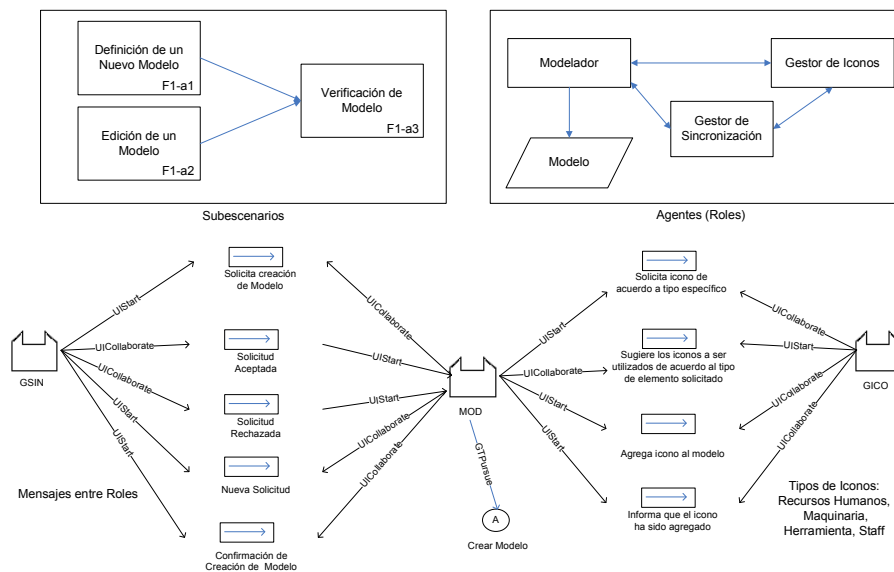 Definición de un
Nuevo Modelo
F1-a1
Edición de un
Modelo
F1-a2
Verificación de
Modelo
F1-a3
Subescenarios
Modelador
Gestor de Iconos
Gestor de
Sincronización
Modelo
Agentes (Roles)
Solicita creación
de Modelo
Solicitud
Aceptada
Solicitud
Rechazada
Nueva Solicitud
Confirmación de
Creación de Modelo
GSIN
UIStart
UICollaborate
UICollaborate
UIStart
UIStart
Mensajes entre Roles
UICollaborate
UIStart
UIStart
UICollaborate
UICollaborate
MOD
GTPursue
A
Crear Modelo
UIStart
UICollaborate
UIStart
UIStart
Solicita icono de
acuerdo a tipo específico
Sugiere los iconos a ser
utilizados de acuerdo al tipo
de elemento solicitado
Agrega icono al modelo
Informa que el icono
ha sido agregado
UICollaborate
UIStart
UICollaborate
UICollaborate
GICO
Tipos de Iconos:
Recursos Humanos,
Maquinaria,
Herramienta, Staff